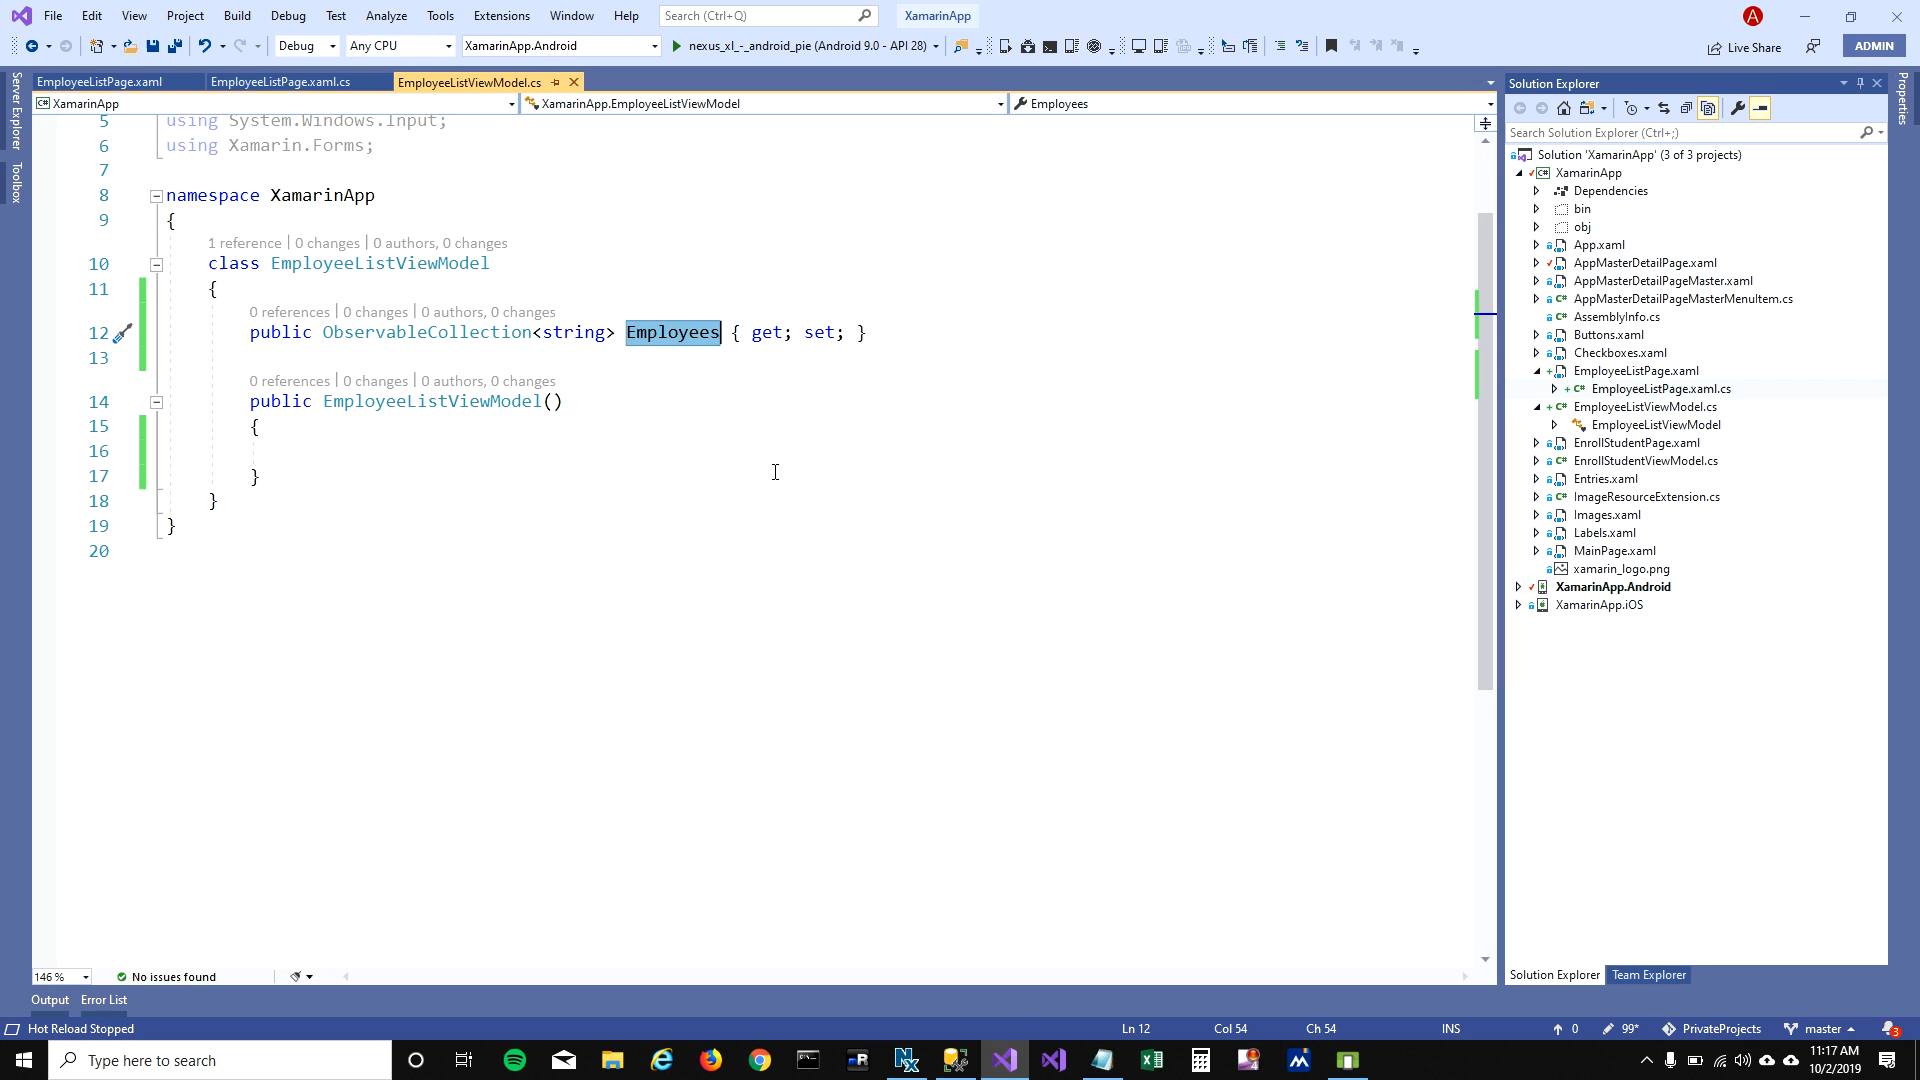 File Edit View Project Build Debug Test Analyze Tools Extensions Window Help Search (Ctrl+Q) XamarinApp A
Debug Any CPU XamarinApp.Android nexus_xl_-_android_pie (Android 9.0 - API 28) Live Share ADMIN
Server Explorer
Toolbox
EmployeeListPage.xaml EmployeeListPage.xaml.cs EmployeeListViewModel.cs
C# XamarinApp XamarinApp.EmployeeListViewModel Employees
5 using System.Windows.Input;
6 using Xamarin.Forms;
7
8 namespace XamarinApp
9 {
1 reference | 0 changes | 0 authors, 0 changes
10 class EmployeeListViewModel
11 {
0 references | 0 changes | 0 authors, 0 changes
12 public ObservableCollection<string> Employees { get; set; }
13
0 references | 0 changes | 0 authors, 0 changes
14 public EmployeeListViewModel()
15 {
16
17 }
18 }
19 }
20
146 % No issues found
Output Error List
Solution Explorer
Properties
Search Solution Explorer (Ctrl+;)
Solution 'XamarinApp' (3 of 3 projects)
C# XamarinApp
Dependencies
bin
obj
App.xaml
AppMasterDetailPage.xaml
AppMasterDetailPageMaster.xaml
C# AppMasterDetailPageMasterMenuItem.cs
C# AssemblyInfo.cs
Buttons.xaml
Checkboxes.xaml
EmployeeListPage.xaml
C# EmployeeListPage.xaml.cs
C# EmployeeListViewModel.cs
EmployeeListViewModel
EnrollStudentPage.xaml
C# EnrollStudentViewModel.cs
Entries.xaml
C# ImageResourceExtension.cs
Images.xaml
Labels.xaml
MainPage.xaml
xamarin_logo.png
XamarinApp.Android
XamarinApp.iOS
Solution Explorer Team Explorer
Hot Reload Stopped Ln 12 Col 54 Ch 54 INS 0 99* PrivateProjects master 3
Type here to search 11:17 AM
10/2/2019